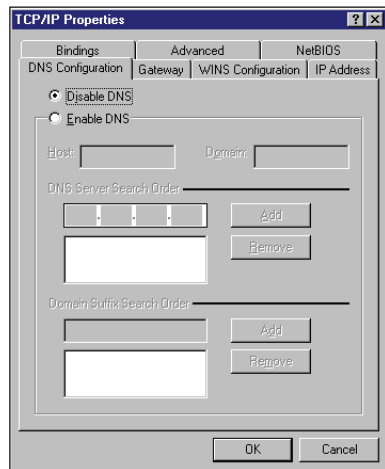 TCP/IP Properties
Bindings Advanced NetBIOS
DNS Configuration Gateway WINS Configuration IP Address
Disable DNS
Enable DNS
Host: Domain:
DNS Server Search Order
. . . Add
Remove
Domain Suffix Search Order
Add
Remove
OK Cancel